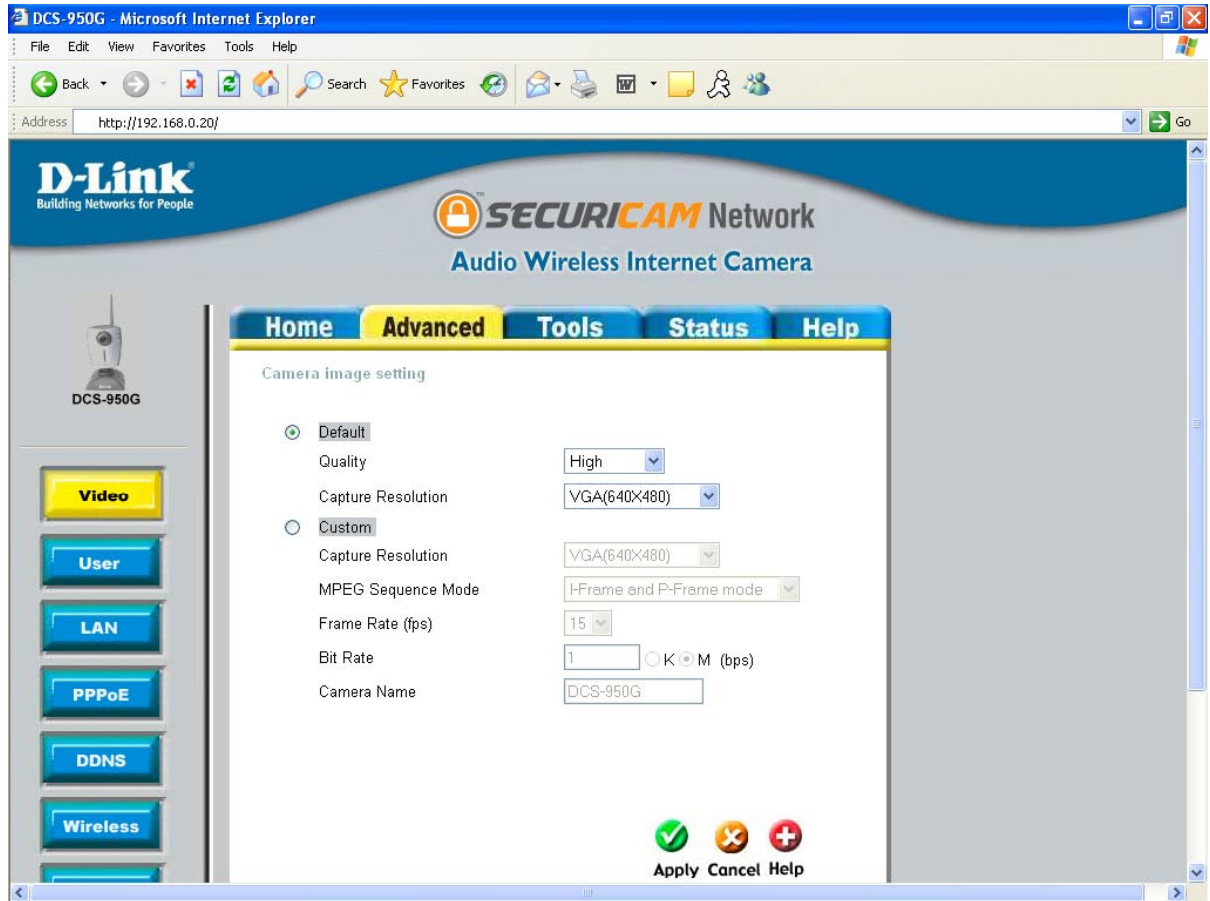 DCS-950G - Microsoft Internet Explorer
File Edit View Favorites Tools Help
Back Search Favorites
Address http://192.168.0.20/ Go
D-Link®
Building Networks for People
SECURICAM™ Network
Audio Wireless Internet Camera
DCS-950G
Home Advanced Tools Status Help
Camera image setting
Default
Quality High
Capture Resolution VGA(640X480)
Custom
Capture Resolution VGA(640X480)
MPEG Sequence Mode I-Frame and P-Frame mode
Frame Rate (fps) 15
Bit Rate 1 K M (bps)
Camera Name DCS-950G
Video
User
LAN
PPPoE
DDNS
Wireless
Apply Cancel Help